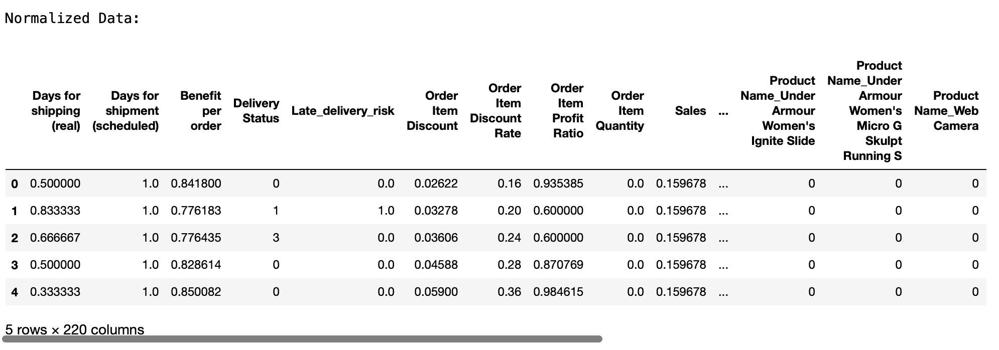 Normalized Data:
Days for shipping (real) Days for shipment (scheduled) Benefit per order Delivery Status Late_delivery_risk Order Item Discount Order Item Discount Rate Order Item Profit Ratio Order Item Quantity Sales ... Product Name_Under Armour Women's Ignite Slide Product Name_Under Armour Women's Micro G Skulpt Running S Product Name_Web Camera
0 0.500000 1.0 0.841800 0 0.0 0.02622 0.16 0.935385 0.0 0.159678 ... 0 0 0
1 0.833333 1.0 0.776183 1 1.0 0.03278 0.20 0.600000 0.0 0.159678 ... 0 0 0
2 0.666667 1.0 0.776435 3 0.0 0.03606 0.24 0.600000 0.0 0.159678 ... 0 0 0
3 0.500000 1.0 0.828614 0 0.0 0.04588 0.28 0.870769 0.0 0.159678 ... 0 0 0
4 0.333333 1.0 0.850082 0 0.0 0.05900 0.36 0.984615 0.0 0.159678 ... 0 0 0
5 rows × 220 columns